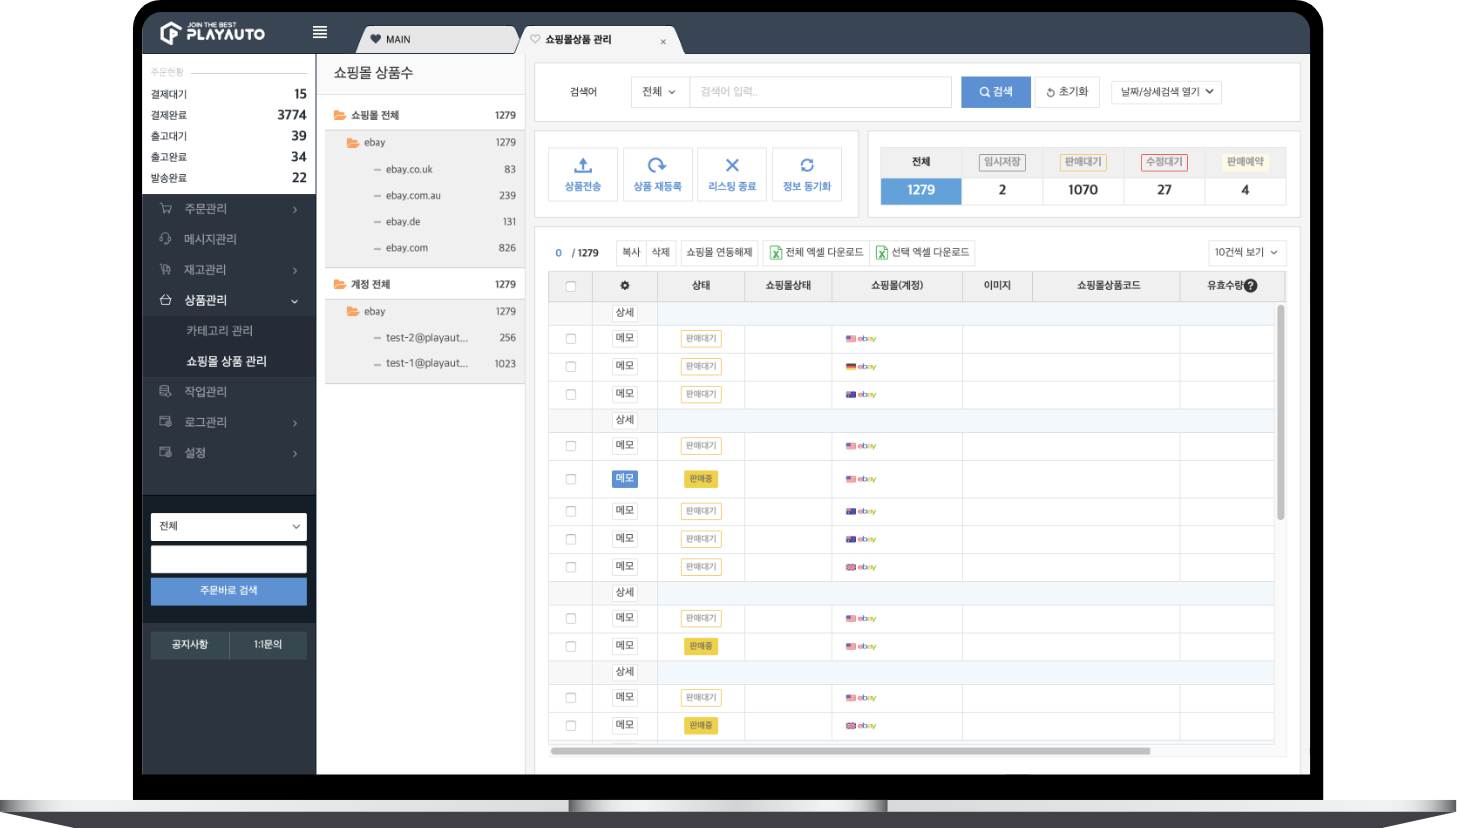 JOIN THE BEST
PLAYAUTO
MAIN
쇼핑몰상품 관리
×
주문현황
결제대기 15
결제완료 3774
출고대기 39
출고완료 34
발송완료 22
주문관리
메시지관리
재고관리
상품관리
카테고리 관리
쇼핑몰 상품 관리
작업관리
로그관리
설정
전체
주문바로 검색
공지사항 1:1문의
쇼핑몰 상품수
쇼핑몰 전체 1279
ebay 1279
ebay.co.uk 83
ebay.com.au 239
ebay.de 131
ebay.com 826
계정 전체 1279
ebay 1279
test-2@playaut... 256
test-1@playaut... 1023
검색어 전체 검색어 입력.. 검색 초기화 날짜/상세검색 열기
상품전송 상품 재등록 리스팅 종료 정보 동기화
전체 임시저장 판매대기 수정대기 판매예약
1279 2 1070 27 4
0 / 1279 복사 삭제 쇼핑몰 연동해제 전체 엑셀 다운로드 선택 엑셀 다운로드 10건씩 보기
상태 쇼핑몰상태 쇼핑몰(계정) 이미지 쇼핑몰상품코드 유효수량 ?
상세
메모 판매대기 ebay
메모 판매대기 ebay
메모 판매대기 ebay
상세
메모 판매대기 ebay
메모 판매중 ebay
메모 판매대기 ebay
메모 판매대기 ebay
메모 판매대기 ebay
상세
메모 판매대기 ebay
메모 판매중 ebay
상세
메모 판매대기 ebay
메모 판매중 ebay